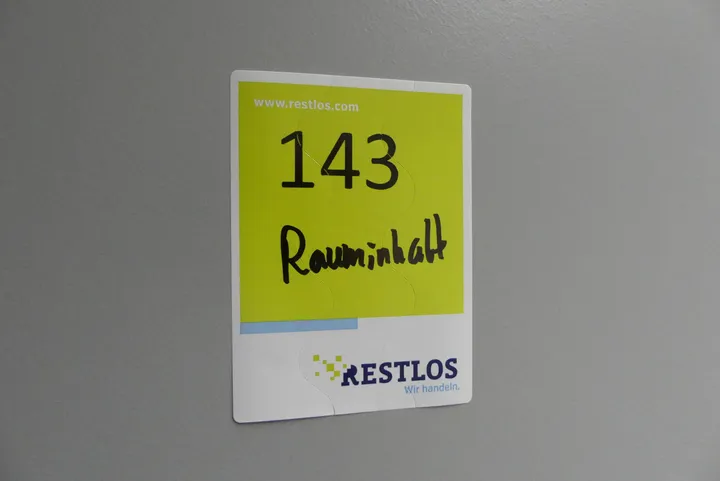 www.restlos.com
143
Rauminhalt
RESTLOS
Wir handeln.